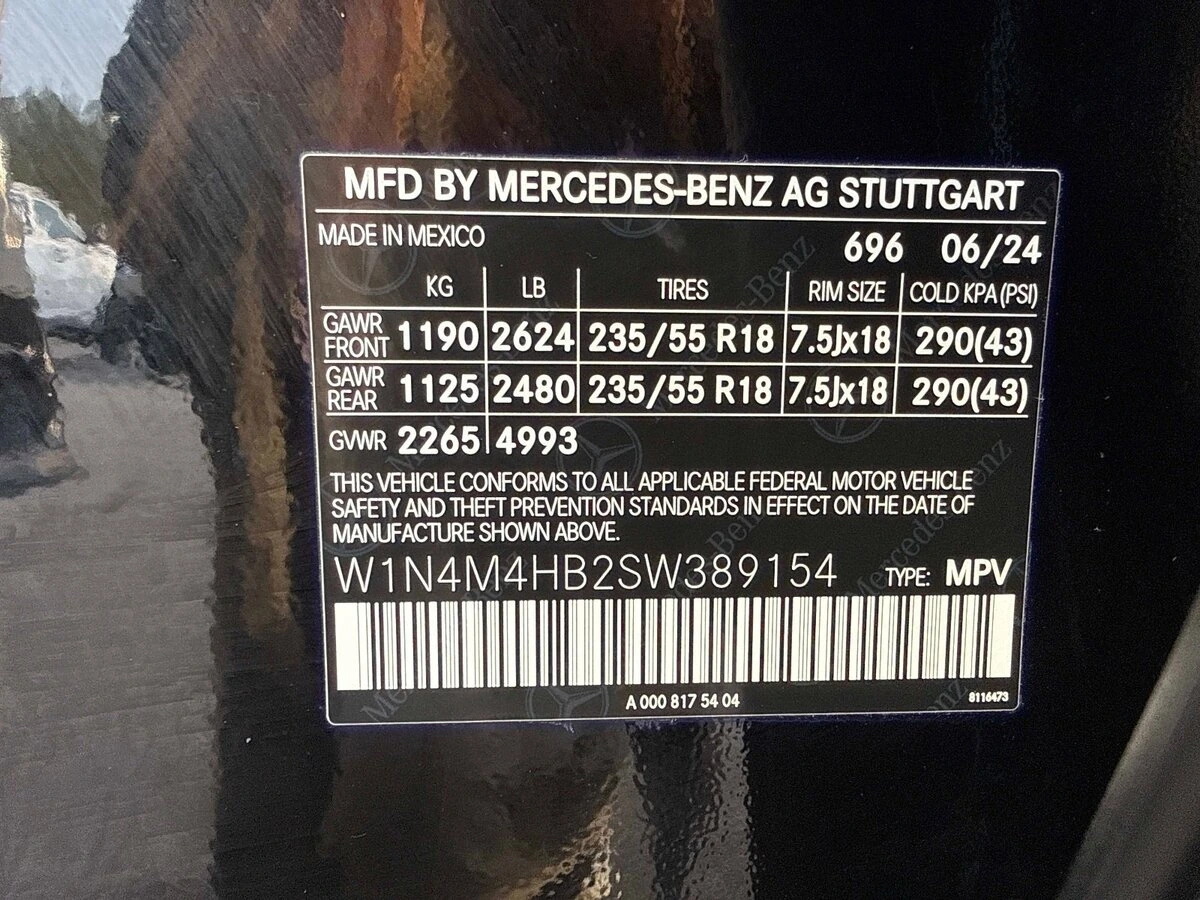 MFD BY MERCEDES-BENZ AG STUTTGART
MADE IN MEXICO 696 06/24
KG LB TIRES RIM SIZE COLD KPA (PSI)
GAWR FRONT 1190 2624 235/55 R18 7.5Jx18 290(43)
GAWR REAR 1125 2480 235/55 R18 7.5Jx18 290(43)
GVWR 2265 4993
THIS VEHICLE CONFORMS TO ALL APPLICABLE FEDERAL MOTOR VEHICLE
SAFETY AND THEFT PREVENTION STANDARDS IN EFFECT ON THE DATE OF
MANUFACTURE SHOWN ABOVE.
W1N4M4HB2SW389154 TYPE: MPV
A 000 817 54 04 8116473